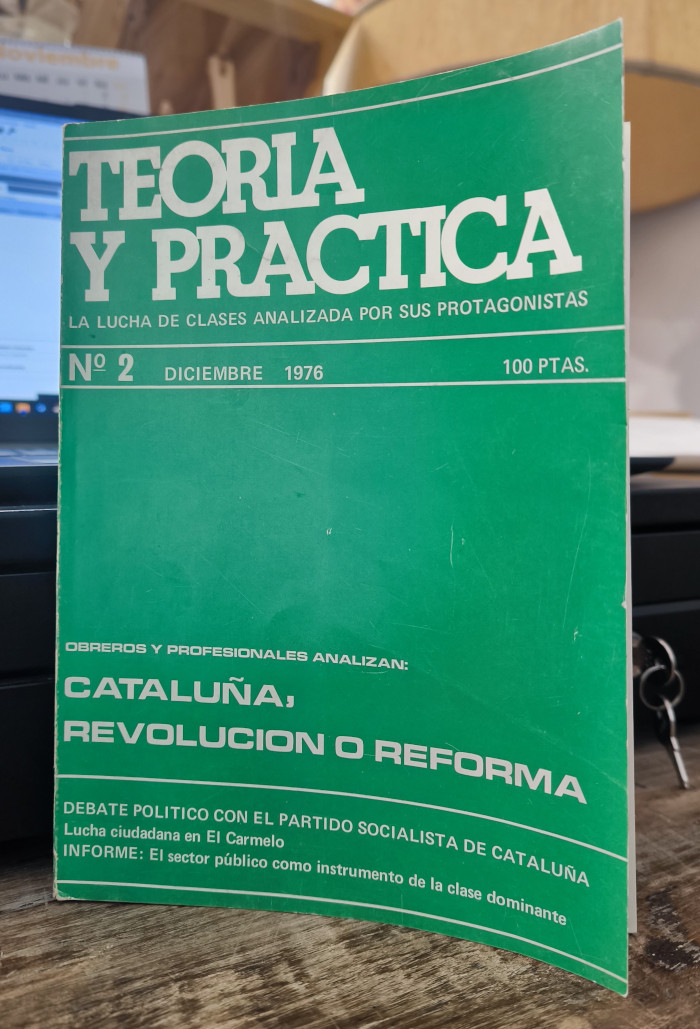 noviembre
TEORIA
Y PRACTICA
LA LUCHA DE CLASES ANALIZADA POR SUS PROTAGONISTAS
Nº 2 DICIEMBRE 1976 100 PTAS.
OBREROS Y PROFESIONALES ANALIZAN:
CATALUÑA,
REVOLUCION O REFORMA
DEBATE POLITICO CON EL PARTIDO SOCIALISTA DE CATALUÑA
Lucha ciudadana en El Carmelo
INFORME: El sector público como instrumento de la clase dominante